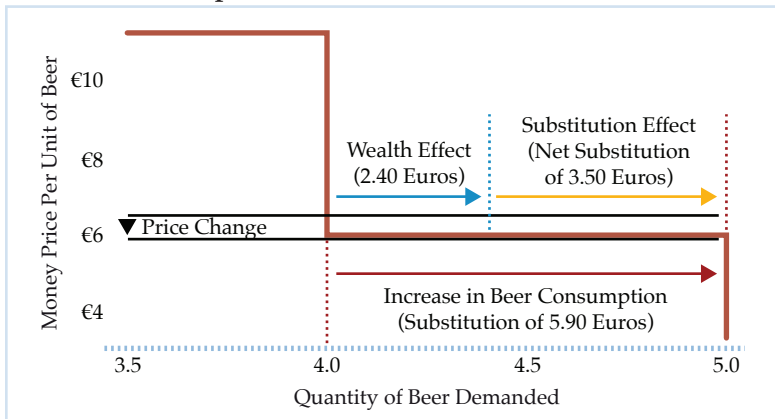 Money Price Per Unit of Beer
€10
€8
€6
€4
Wealth Effect
(2.40 Euros)
Substitution Effect
(Net Substitution
of 3.50 Euros)
Price Change
Increase in Beer Consumption
(Substitution of 5.90 Euros)
3.5 4.0 4.5 5.0
Quantity of Beer Demanded